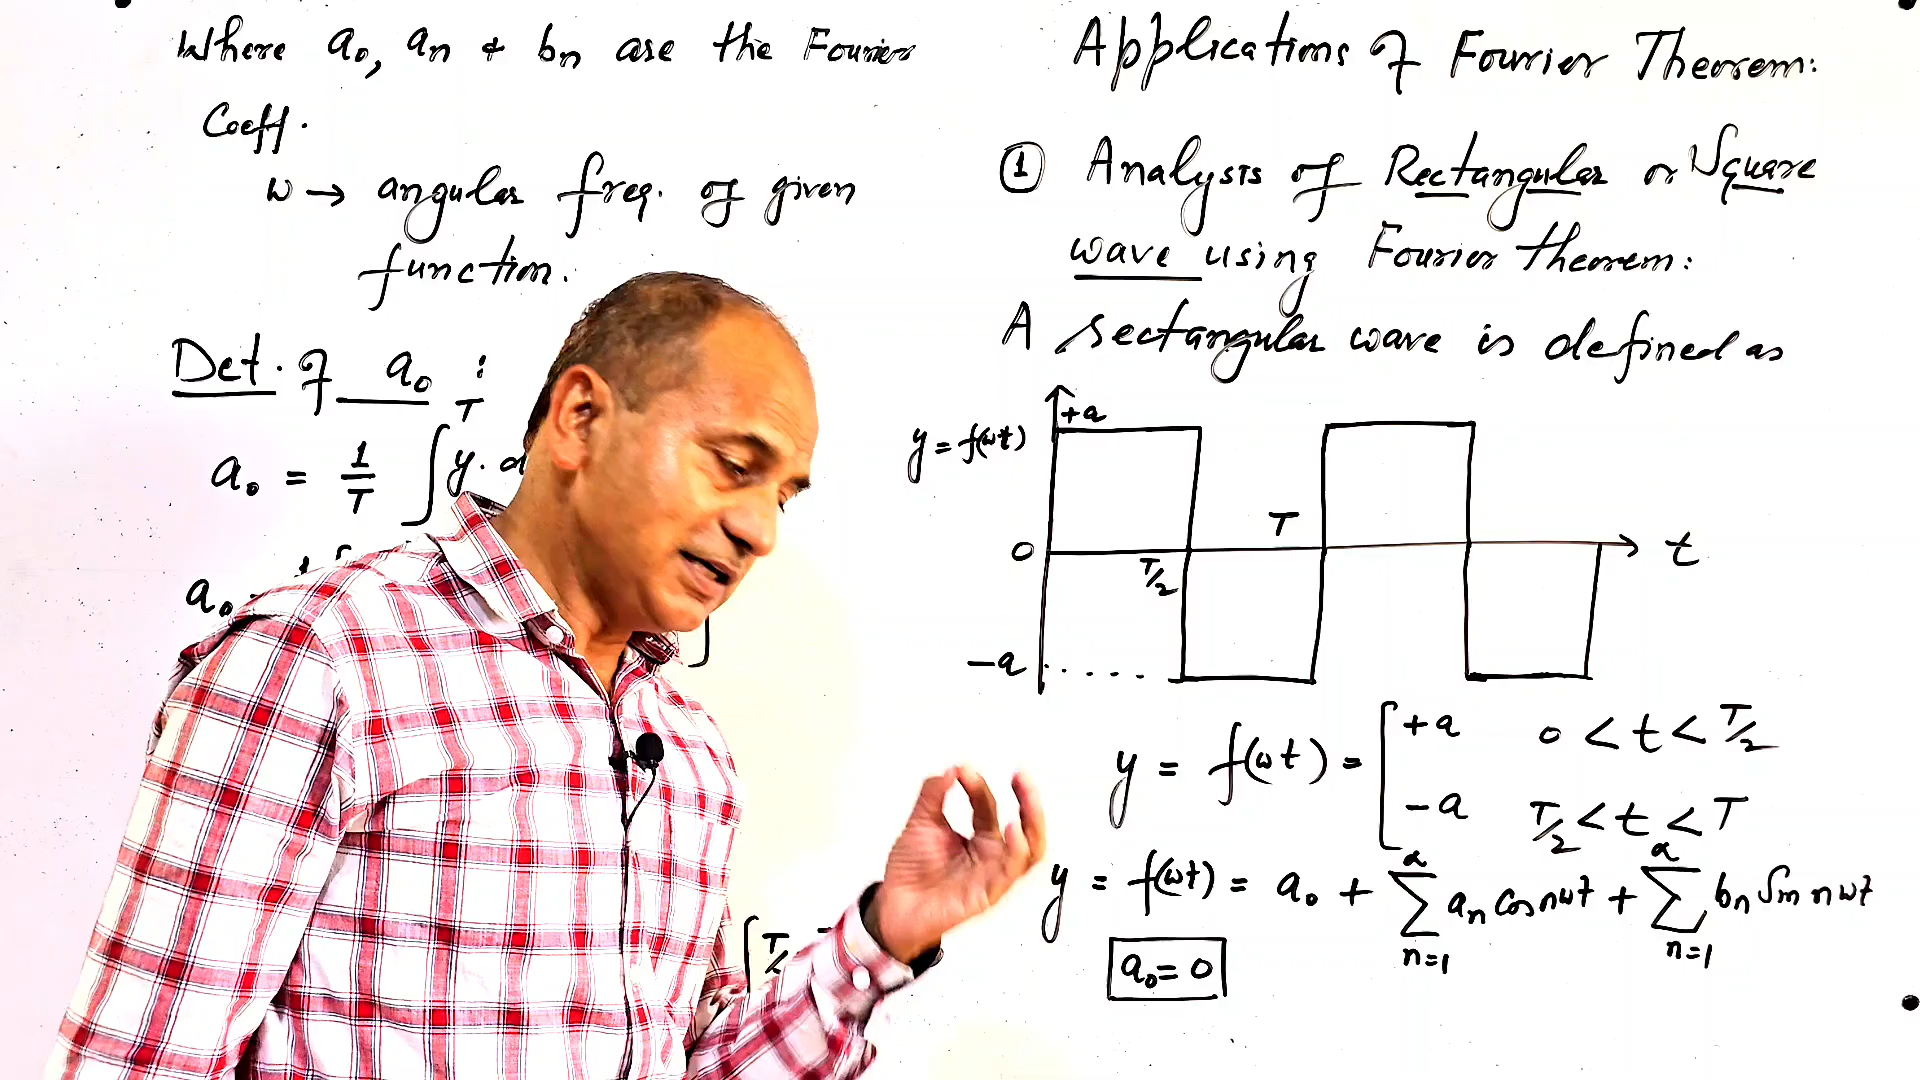 Where a₀, aₙ & bₙ are the Fourier
Coeff.
ω → angular freq. of given
function.
Det. of a₀ :
a₀ = 1/T ∫ᵀ y. d
a₀
T/2
Applications of Fourier Theorem:
① Analysis of Rectangular or Square
wave using Fourier theorem:
A rectangular wave is defined as
+a
y = f(ωt)
T
0
t
T/2
-a
y = f(ωt) = [ +a 0 < t < T/2
-a T/2 < t < T
y = f(ωt) = a₀ + ∑_{n=1}^{α} aₙ cos nωt + ∑_{n=1}^{α} bₙ Sin nωt
a₀ = 0